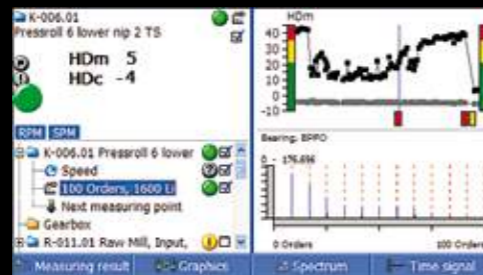 K-006.01
Pressroll 6 lower nip 2 TS
HDm 5
HDc -4
RPM SPM
K-006.01 Pressroll 6 lower
Speed
100 Orders, 1600 Li
Next measuring point
Gearbox
R-011.01 Raw Mill, Input,
HDm
40
30
20
10
0
-10
Bearing, BPFO
0 - 176.696
0 Orders 100 Orders
Measuring result Graphics Spectrum Time signal